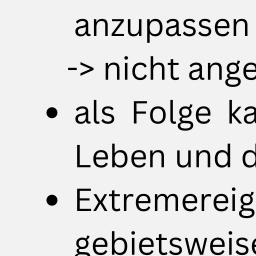 anzupassen
-> nicht ange
• als Folge ka
Leben und d
• Extremereig
gebietsweise